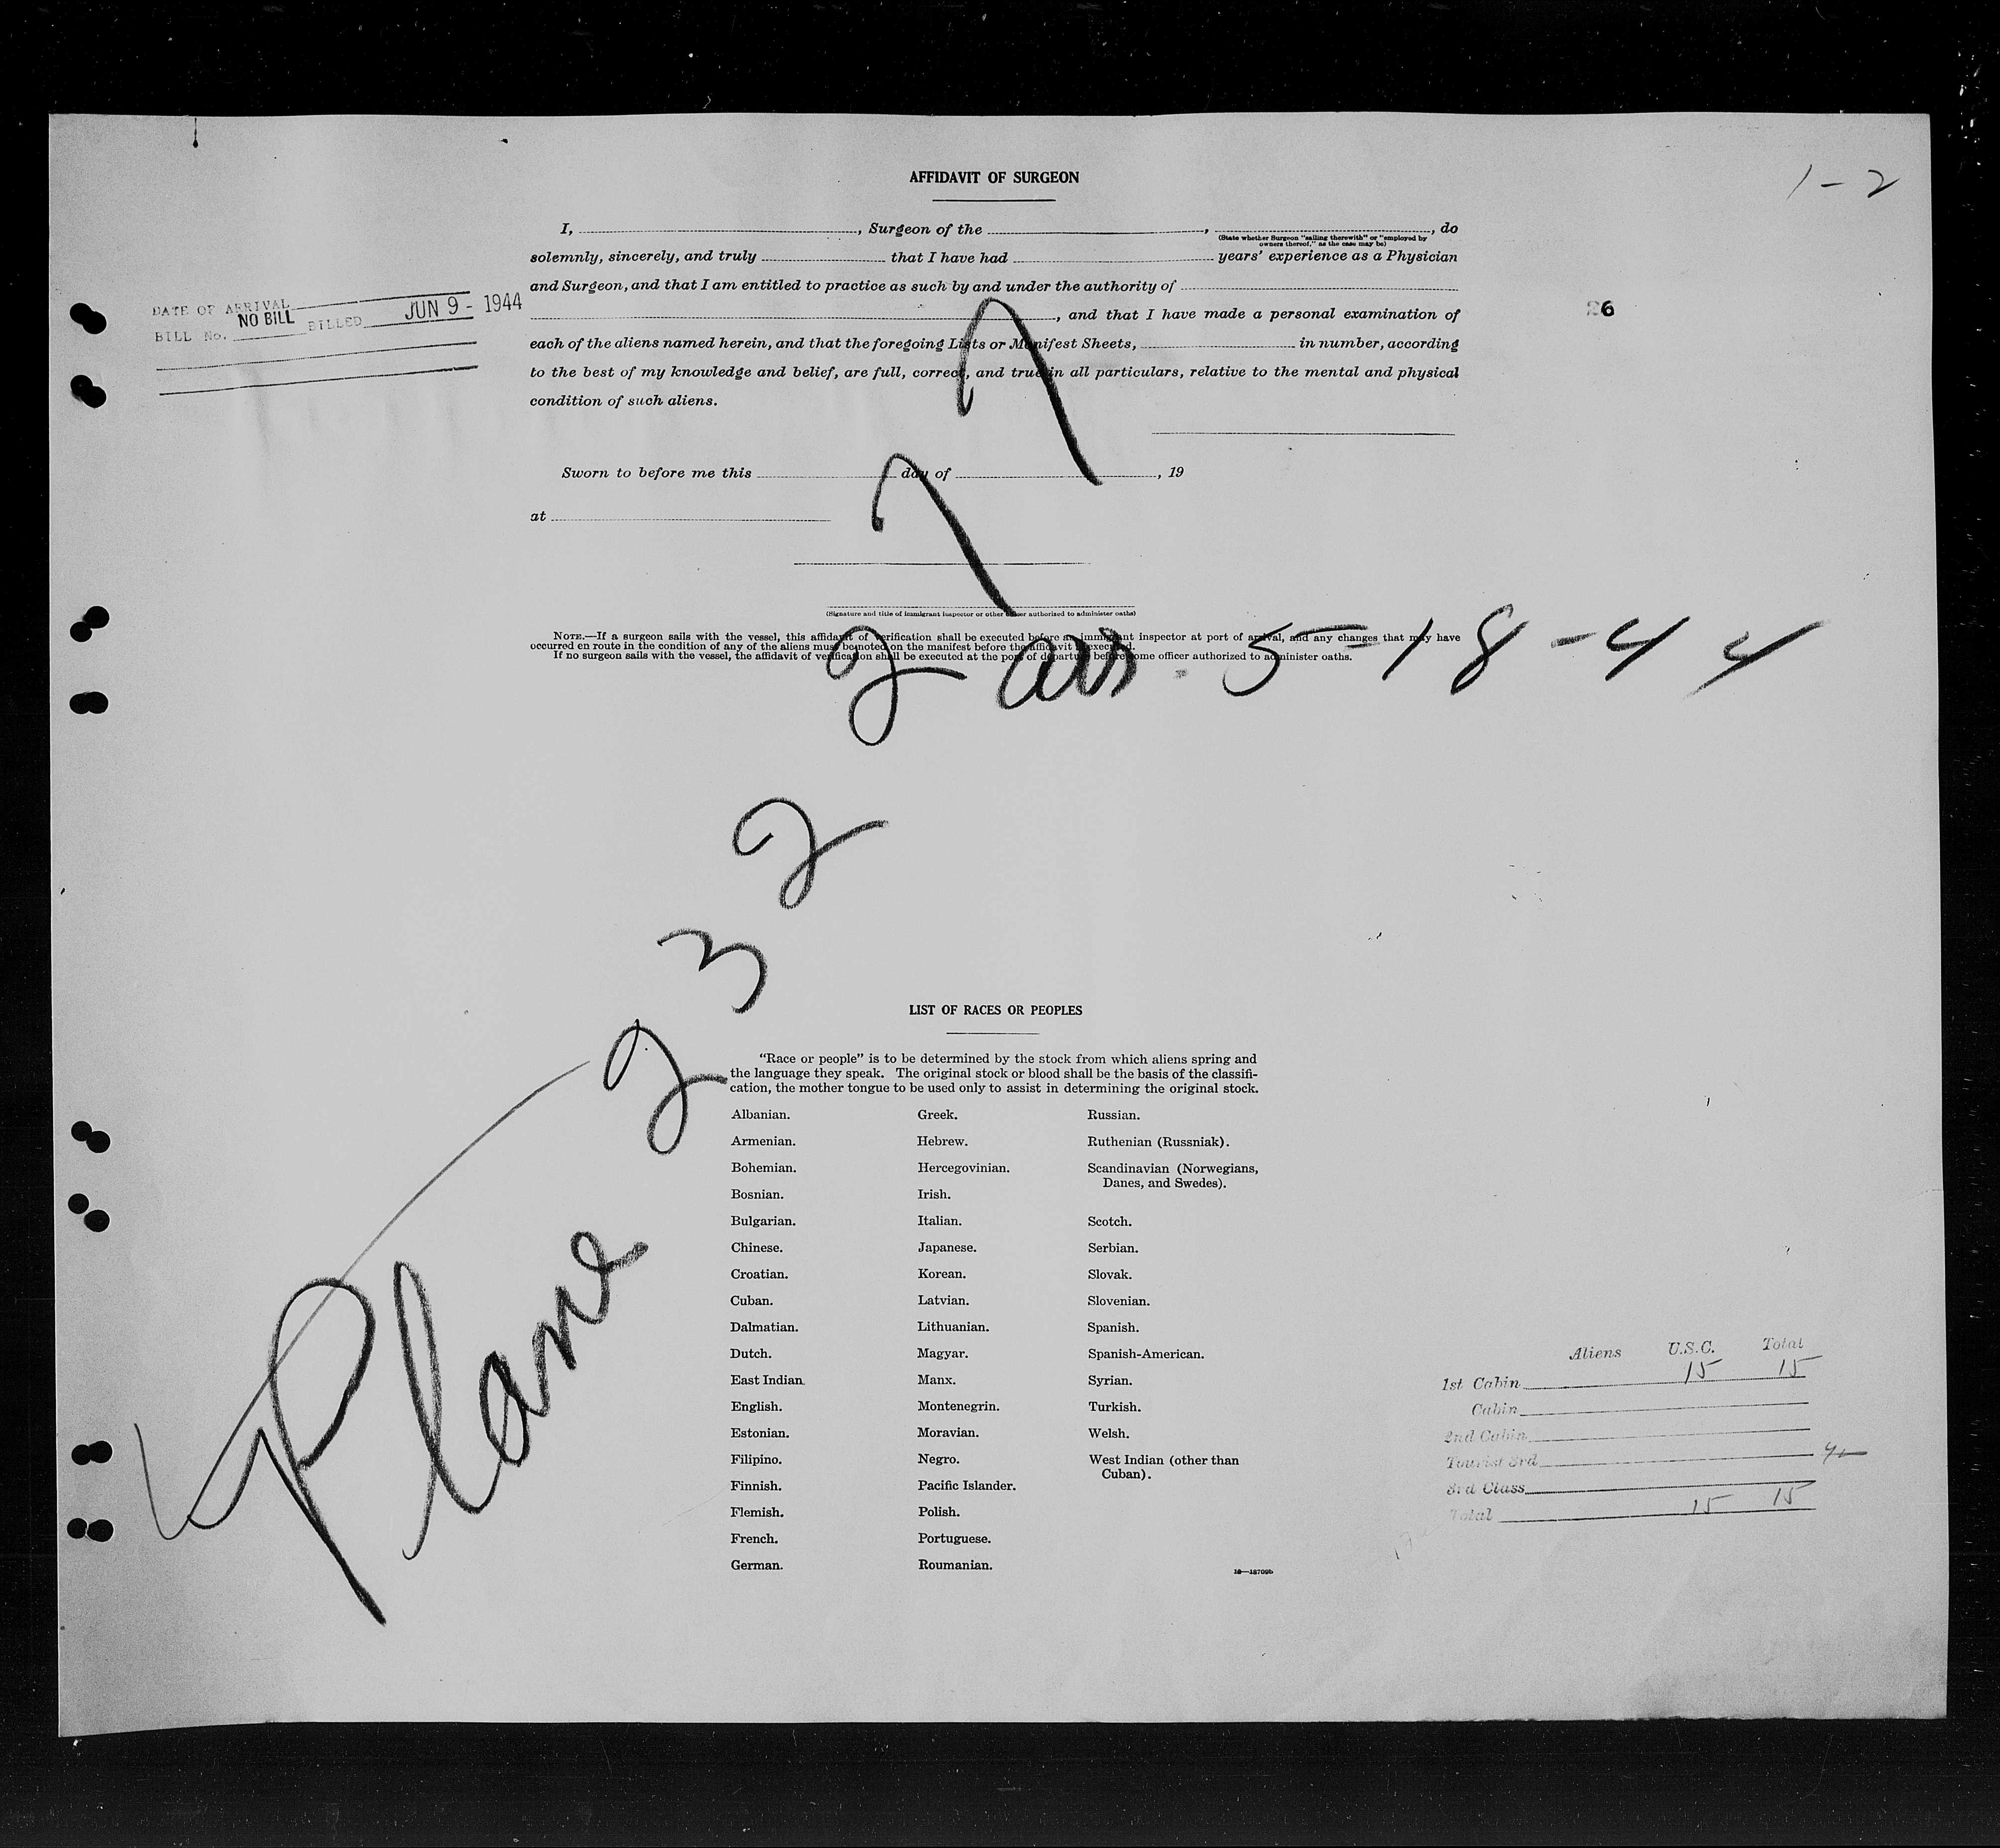 AFFIDAVIT OF SURGEON
1-2
I, , Surgeon of the , , do
(State whether Surgeon "sailing therewith" or "employed by
owners thereof," as the case may be)
solemnly, sincerely, and truly that I have had years' experience as a Physician
and Surgeon, and that I am entitled to practice as such by and under the authority of
, and that I have made a personal examination of
each of the aliens named herein, and that the foregoing Lists or Manifest Sheets, in number, according
to the best of my knowledge and belief, are full, correct, and true in all particulars, relative to the mental and physical
condition of such aliens.
DATE OF ARRIVAL
BILL No. NO BILL BILLED JUN 9 - 1944
26
Sworn to before me this day of , 19
at
(Signature and title of immigrant inspector or other officer authorized to administer oaths)
NOTE.—If a surgeon sails with the vessel, this affidavit of verification shall be executed before an immigrant inspector at port of arrival, and any changes that may have
occurred en route in the condition of any of the aliens must be noted on the manifest before the affidavit is executed.
If no surgeon sails with the vessel, the affidavit of verification shall be executed at the port of departure before some officer authorized to administer oaths.
Plane 232277
arr. 5-18-44
LIST OF RACES OR PEOPLES
"Race or people" is to be determined by the stock from which aliens spring and
the language they speak. The original stock or blood shall be the basis of the classifi-
cation, the mother tongue to be used only to assist in determining the original stock.
Albanian.
Armenian.
Bohemian.
Bosnian.
Bulgarian.
Chinese.
Croatian.
Cuban.
Dalmatian.
Dutch.
East Indian.
English.
Estonian.
Filipino.
Finnish.
Flemish.
French.
German.
Greek.
Hebrew.
Hercegovinian.
Irish.
Italian.
Japanese.
Korean.
Latvian.
Lithuanian.
Magyar.
Manx.
Montenegrin.
Moravian.
Negro.
Pacific Islander.
Polish.
Portuguese.
Roumanian.
Russian.
Ruthenian (Russniak).
Scandinavian (Norwegians,
Danes, and Swedes).
Scotch.
Serbian.
Slovak.
Slovenian.
Spanish.
Spanish-American.
Syrian.
Turkish.
Welsh.
West Indian (other than
Cuban).
Aliens U.S.C. Total
1st Cabin 15 15
Cabin
2nd Cabin
Tourist 3rd
3rd Class
Total 15 15